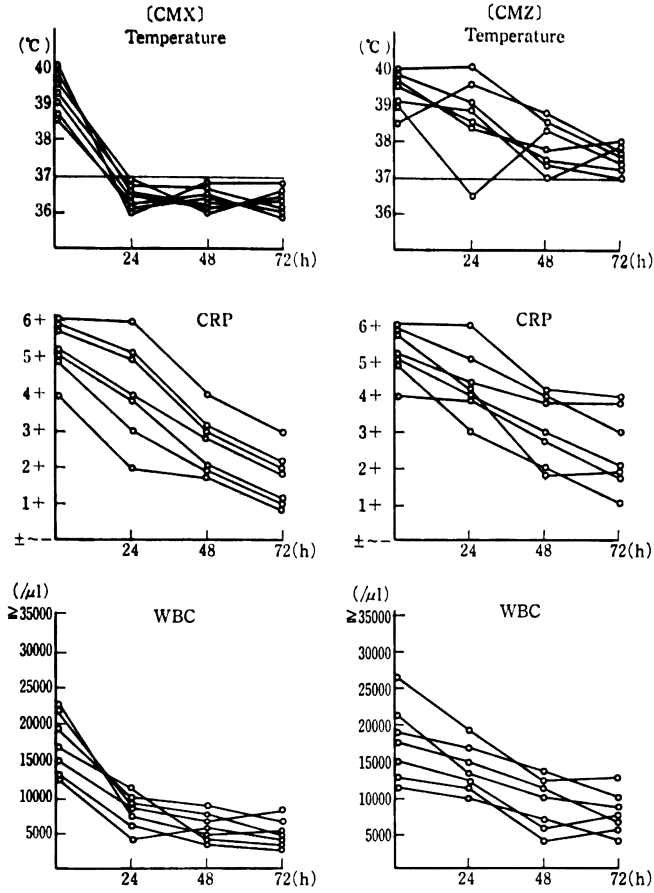 〔CMX〕
Temperature
(℃)
40
39
38
37
36
24 48 72(h)
〔CMZ〕
Temperature
(℃)
40
39
38
37
36
24 48 72(h)
CRP
6+
5+
4+
3+
2+
1+
±~−
24 48 72(h)
CRP
6+
5+
4+
3+
2+
1+
±~−
24 48 72(h)
WBC
(/μl)
≧ 35000
30000
25000
20000
15000
10000
5000
24 48 72(h)
WBC
(/μl)
≧ 35000
30000
25000
20000
15000
10000
5000
24 48 72(h)